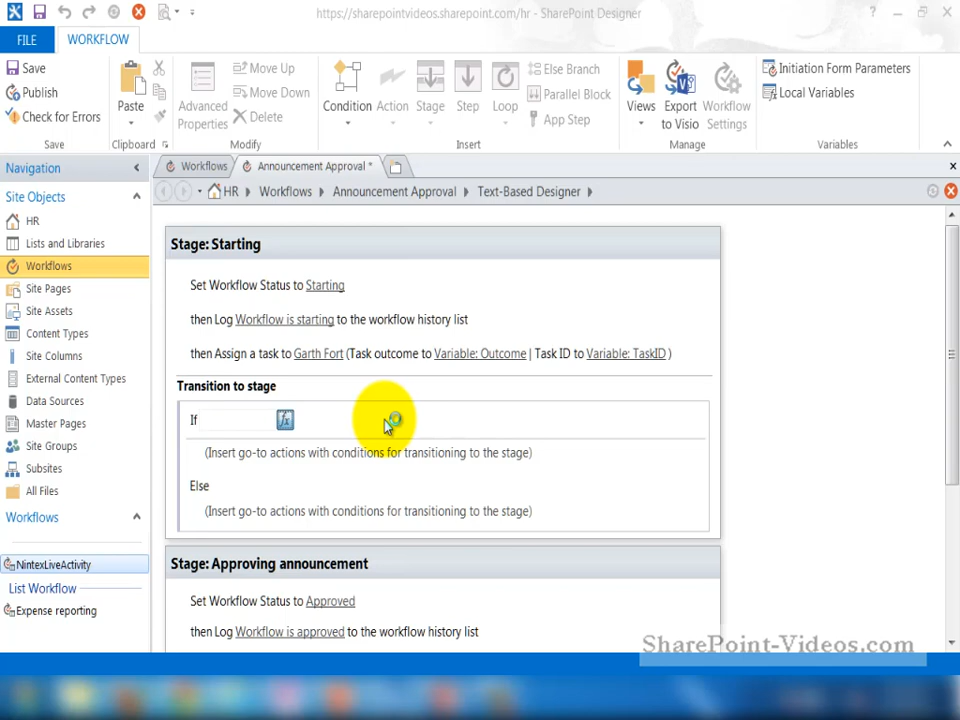 https://sharepointvideos.sharepoint.com/hr - SharePoint Designer
FILE
WORKFLOW
Save
Publish
Check for Errors
Save
Paste
Clipboard
Advanced Properties
Move Up
Move Down
Delete
Modify
Condition
Action
Stage
Step
Loop
Else Branch
Parallel Block
App Step
Insert
Views
Export to Visio
Workflow Settings
Manage
Initiation Form Parameters
Local Variables
Variables
Navigation
Workflows
Announcement Approval *
HR
Workflows
Announcement Approval
Text-Based Designer
Site Objects
HR
Lists and Libraries
Workflows
Site Pages
Site Assets
Content Types
Site Columns
External Content Types
Data Sources
Master Pages
Site Groups
Subsites
All Files
Workflows
NintexLiveActivity
List Workflow
Expense reporting
Stage: Starting
Set Workflow Status to Starting
then Log Workflow is starting to the workflow history list
then Assign a task to Garth Fort (Task outcome to Variable: Outcome | Task ID to Variable: TaskID )
Transition to stage
If fx
(Insert go-to actions with conditions for transitioning to the stage)
Else
(Insert go-to actions with conditions for transitioning to the stage)
Stage: Approving announcement
Set Workflow Status to Approved
then Log Workflow is approved to the workflow history list
SharePoint-Videos.com